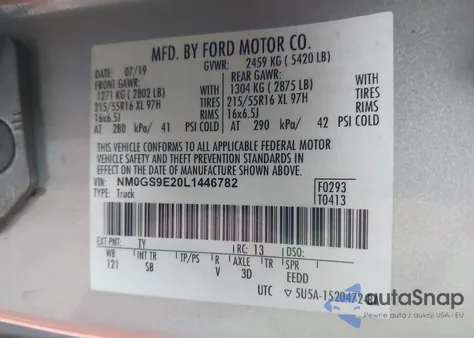 MFD. BY FORD MOTOR CO.
DATE: 07/19 GVWR: 2459 KG ( 5420 LB)
FRONT GAWR: REAR GAWR:
1271 KG ( 2802 LB) WITH 1304 KG ( 2875 LB) WITH
215/55R16 XL 97H TIRES 215/55R16 XL 97H TIRES
16x6.5J RIMS 16x6.5J RIMS
AT 280 kPa/ 41 PSI COLD AT 290 kPa/ 42 PSI COLD
THIS VEHICLE CONFORMS TO ALL APPLICABLE FEDERAL MOTOR
VEHICLE SAFETY AND THEFT PREVENTION STANDARDS IN
EFFECT ON THE DATE OF MANUFACTURE SHOWN ABOVE.
VIN: NM0GS9E20L1446782 F0293
TYPE: Truck T0413
EXT PNT: TY RC: 13 DSO:
WB INT TR TP/PS R AXLE TR SPR
121 SB V 3D EEDD
UTC
autoSnap
Pewne auta z USA i EU